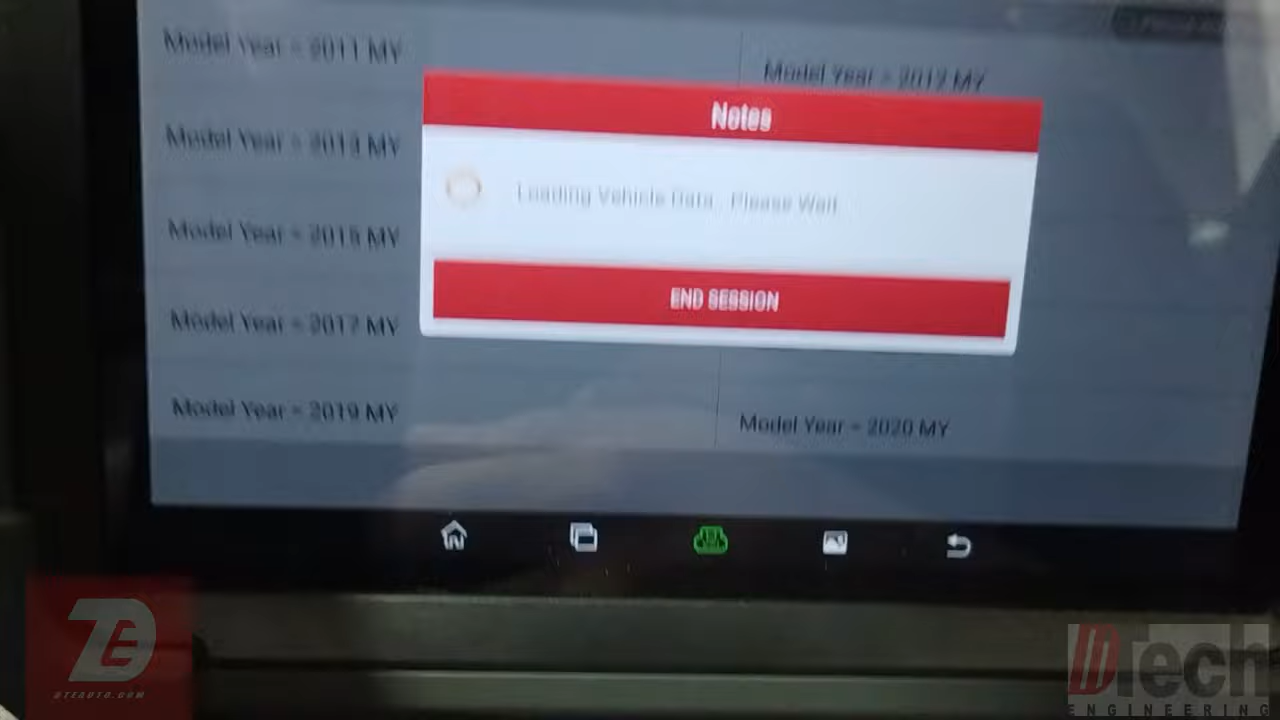 Model Year = 2011 MY
Model Year = 2012 MY
Notes
Model Year = 2013 MY
Loading Vehicle Data.. Please Wait
Model Year = 2015 MY
END SESSION
Model Year = 2017 MY
Model Year = 2019 MY
Model Year = 2020 MY
DTEAUTO.COM
DTech
ENGINEERING